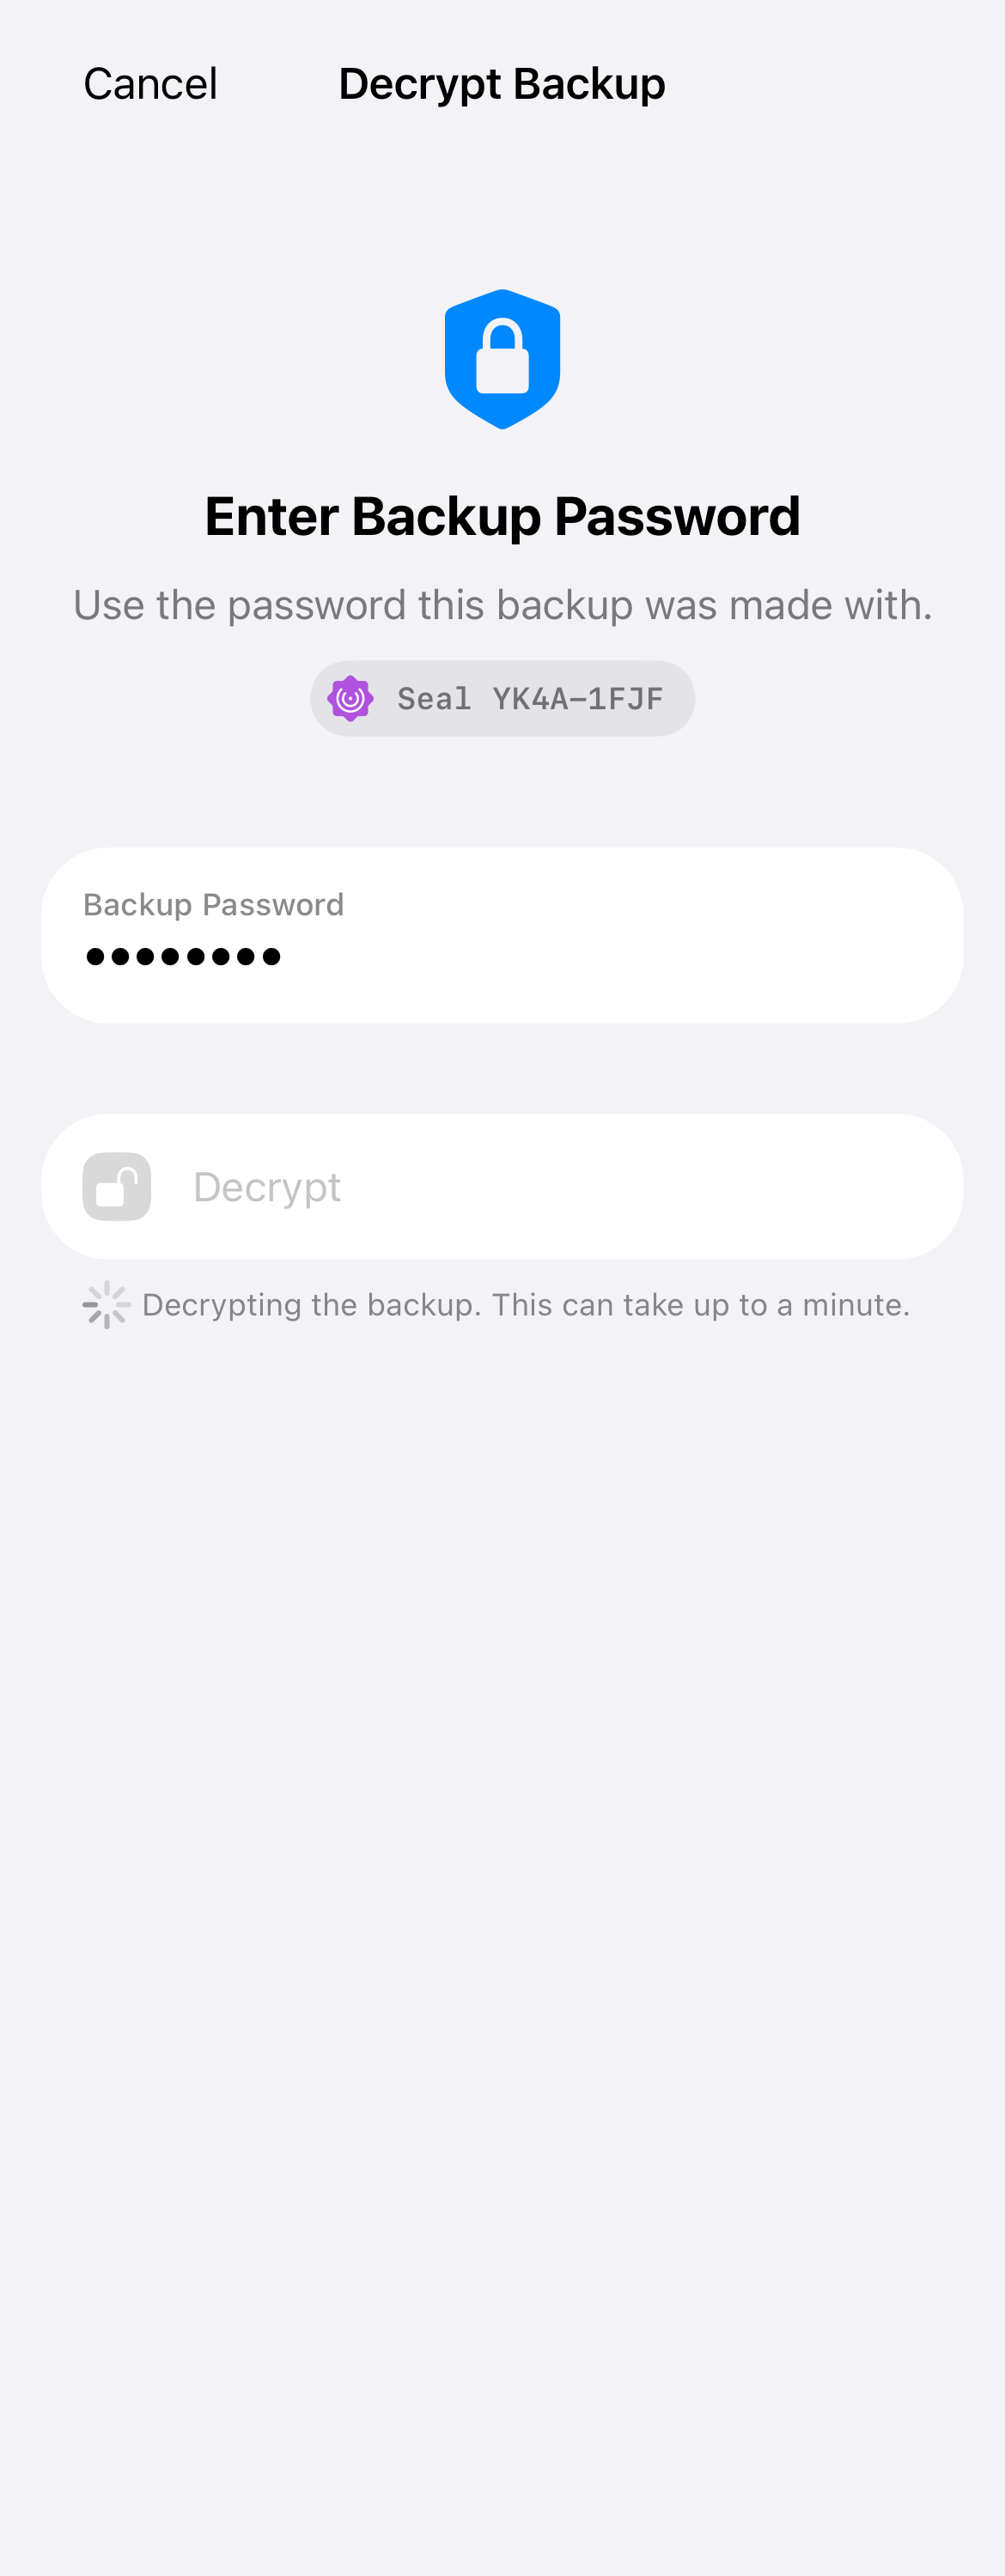 Cancel
Decrypt Backup
Enter Backup Password
Use the password this backup was made with.
Seal YK4A–1FJF
Backup Password
••••••••
Decrypt
Decrypting the backup. This can take up to a minute.